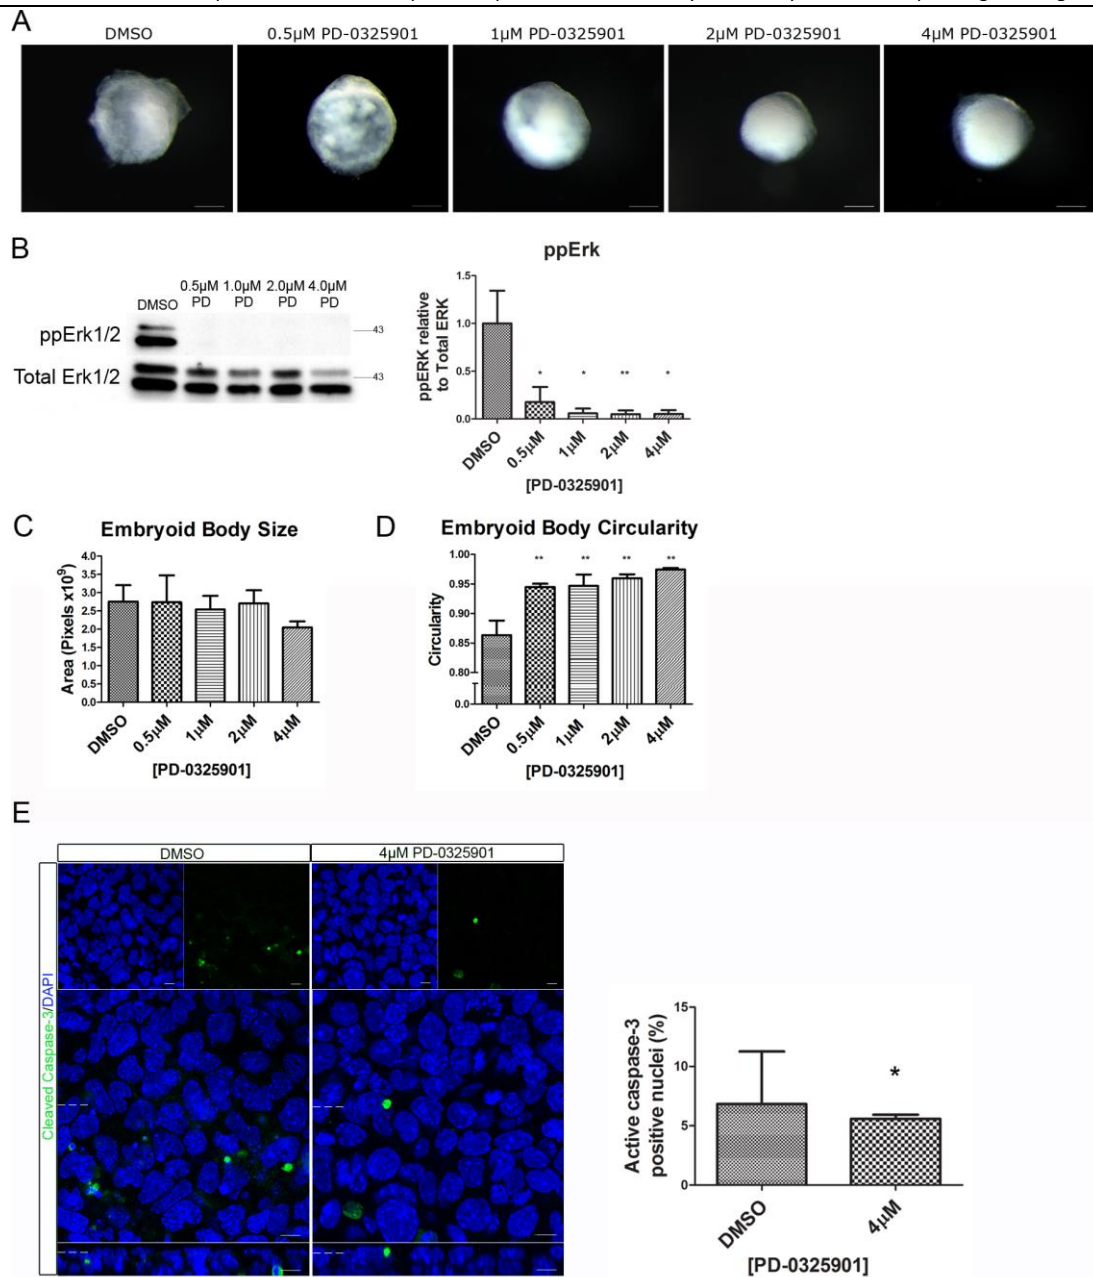 A
DMSO
0.5μM PD-0325901
1μM PD-0325901
2μM PD-0325901
4μM PD-0325901
B
DMSO
0.5μM PD
1.0μM PD
2.0μM PD
4.0μM PD
ppErk1/2
43
Total Erk1/2
43
ppErk
ppERK relative
to Total ERK
1.5
1.0
0.5
0.0
* * ** *
DMSO
0.5μM
1μM
2μM
4μM
[PD-0325901]
C
Embryoid Body Size
Area (Pixels x10⁹)
4.0
3.5
3.0
2.5
2.0
1.5
1.0
0.5
0.0
DMSO
0.5μM
1μM
2μM
4μM
[PD-0325901]
D
Embryoid Body Circularity
Circularity
1.00
0.95
0.90
0.85
0.80
0.0
** ** ** **
DMSO
0.5μM
1μM
2μM
4μM
[PD-0325901]
E
DMSO
4μM PD-0325901
Cleaved Caspase-3/DAPI
Active caspase-3
positive nuclei (%)
15
10
5
0
*
DMSO
4μM
[PD-0325901]